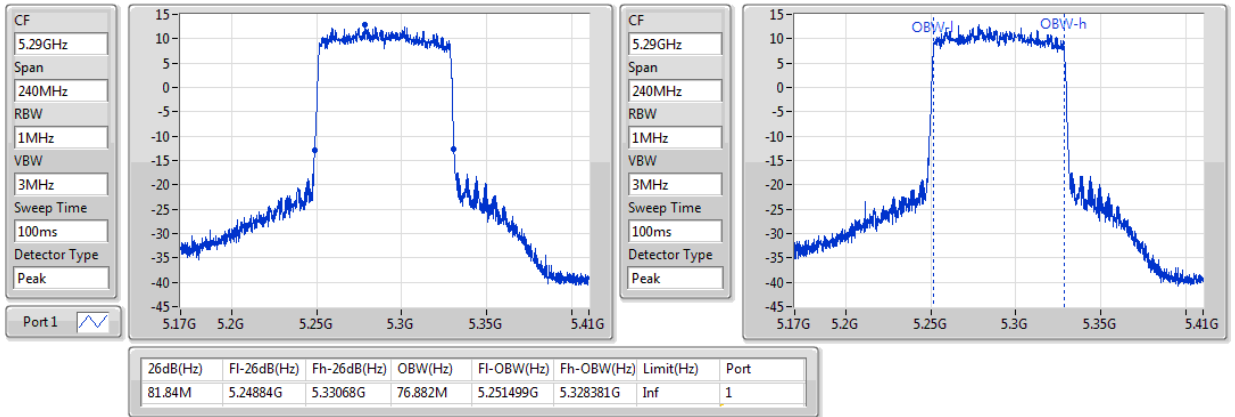 CF
5.29GHz
Span
240MHz
RBW
1MHz
VBW
3MHz
Sweep Time
100ms
Detector Type
Peak
Port 1
15
10
5
0
-5
-10
-15
-20
-25
-30
-35
-40
-45
5.17G 5.2G 5.25G 5.3G 5.35G 5.41G
CF
5.29GHz
Span
240MHz
RBW
1MHz
VBW
3MHz
Sweep Time
100ms
Detector Type
Peak
OBW-l OBW-h
15
10
5
0
-5
-10
-15
-20
-25
-30
-35
-40
-45
5.17G 5.2G 5.25G 5.3G 5.35G 5.41G
26dB(Hz) Fl-26dB(Hz) Fh-26dB(Hz) OBW(Hz) Fl-OBW(Hz) Fh-OBW(Hz) Limit(Hz) Port
81.84M 5.24884G 5.33068G 76.882M 5.251499G 5.328381G Inf 1